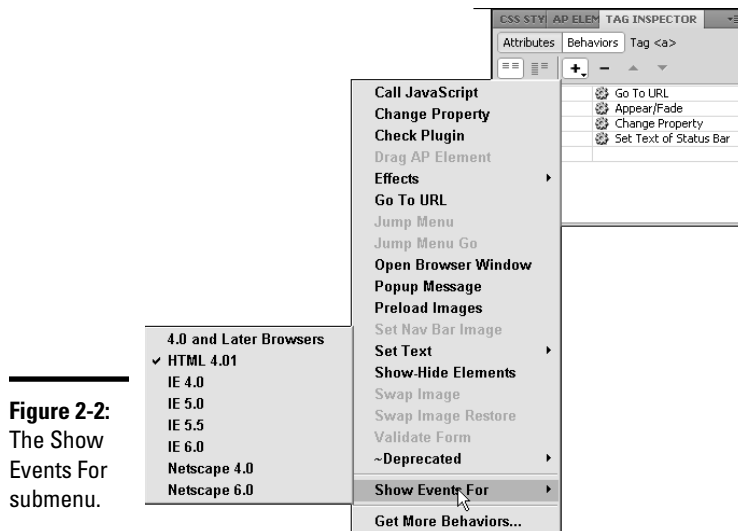 CSS STY AP ELEM TAG INSPECTOR
Attributes Behaviors Tag <a>
Go To URL
Appear/Fade
Change Property
Set Text of Status Bar
Call JavaScript
Change Property
Check Plugin
Drag AP Element
Effects
Go To URL
Jump Menu
Jump Menu Go
Open Browser Window
Popup Message
Preload Images
Set Nav Bar Image
Set Text
Show-Hide Elements
Swap Image
Swap Image Restore
Validate Form
~Deprecated
Show Events For
Get More Behaviors...
4.0 and Later Browsers
HTML 4.01
IE 4.0
IE 5.0
IE 5.5
IE 6.0
Netscape 4.0
Netscape 6.0
Figure 2-2:
The Show
Events For
submenu.